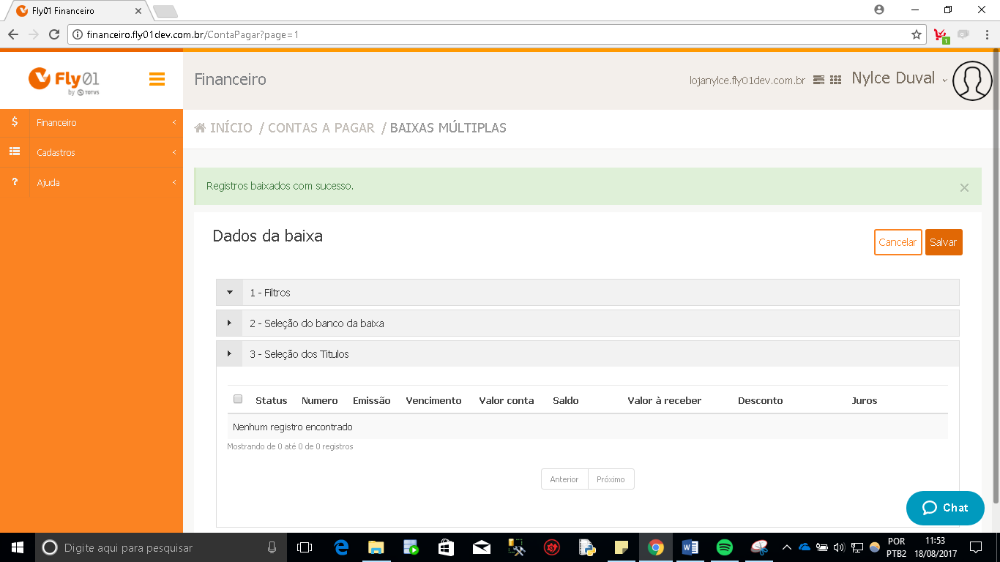 Fly01 Financeiro
financeiro.fly01dev.com.br/ContaPagar?page=1
1
Fly01
by TOTVS
Financeiro
lojanylce.fly01dev.com.br
Nylce Duval
$ Financeiro
Cadastros
? Ajuda
INÍCIO / CONTAS A PAGAR / BAIXAS MÚLTIPLAS
Registros baixados com sucesso.
Dados da baixa
Cancelar Salvar
1 - Filtros
2 - Seleção do banco da baixa
3 - Seleção dos Titulos
Status Numero Emissão Vencimento Valor conta Saldo Valor à receber Desconto Juros
Nenhum registro encontrado
Mostrando de 0 até 0 de 0 registros
Anterior Próximo
Chat
Digite aqui para pesquisar
POR
PTB2
11:53
18/08/2017